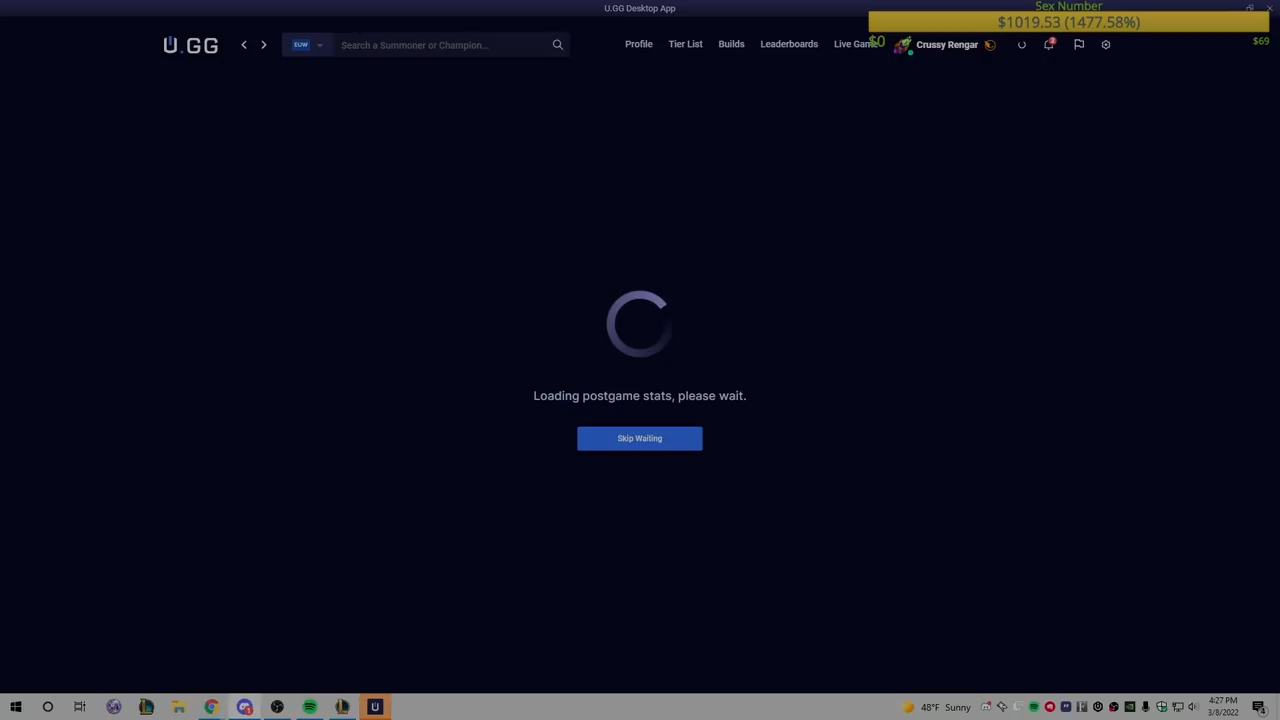 U.GG Desktop App
Sex Number
$1019.53 (1477.58%)
$0
$69
U.GG
EUW
Search a Summoner or Champion...
Profile
Tier List
Builds
Leaderboards
Live Game
Crussy Rengar
Loading postgame stats, please wait.
Skip Waiting
48°F Sunny
4:27 PM
3/8/2022